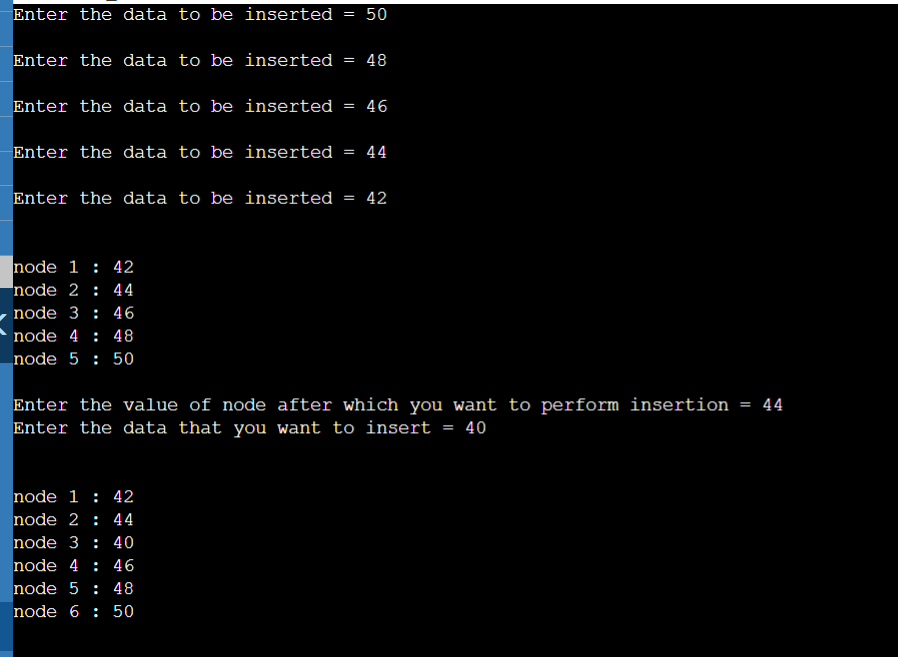 Enter the data to be inserted = 50
Enter the data to be inserted = 48
Enter the data to be inserted = 46
Enter the data to be inserted = 44
Enter the data to be inserted = 42
node 1 : 42
node 2 : 44
node 3 : 46
node 4 : 48
node 5 : 50
Enter the value of node after which you want to perform insertion = 44
Enter the data that you want to insert = 40
node 1 : 42
node 2 : 44
node 3 : 40
node 4 : 46
node 5 : 48
node 6 : 50